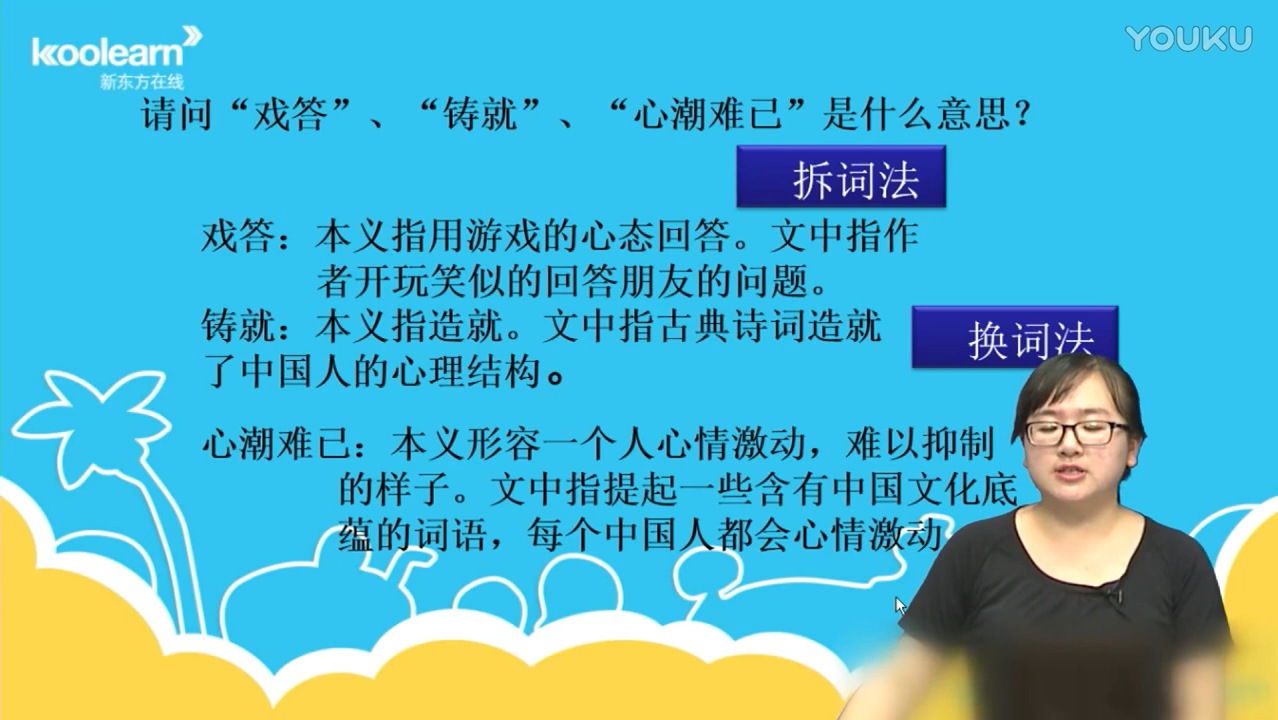 koolearn
新东方在线
YOUKU
请问“戏答”、“铸就”、“心潮难已”是什么意思？
拆词法
戏答：本义指用游戏的心态回答。文中指作
者开玩笑似的回答朋友的问题。
铸就：本义指造就。文中指古典诗词造就
了中国人的心理结构。
换词法
心潮难已：本义形容一个人心情激动，难以抑制
的样子。文中指提起一些含有中国文化底
蕴的词语，每个中国人都会心情激动